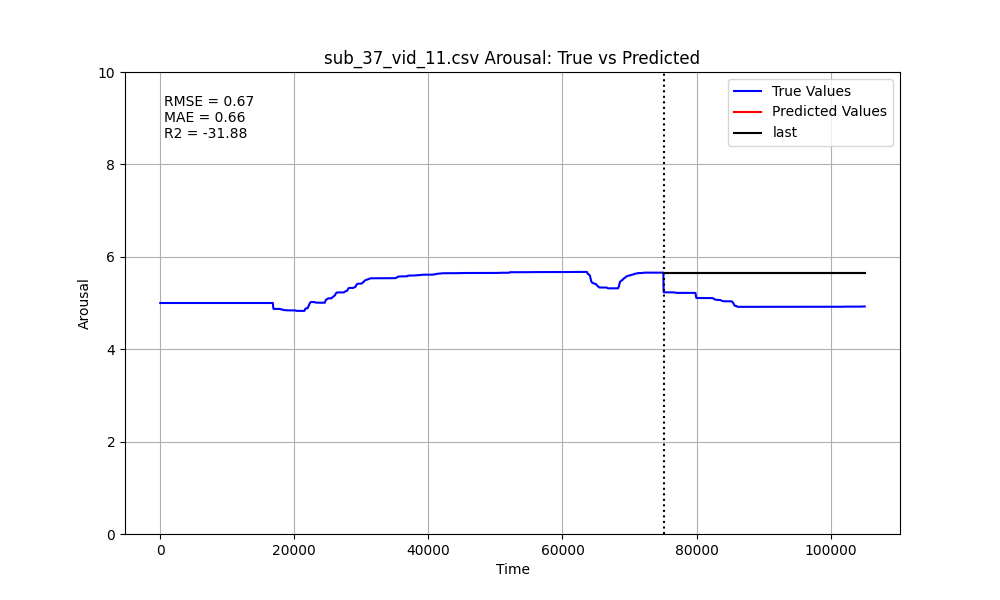 sub_37_vid_11.csv Arousal: True vs Predicted
RMSE = 0.67
MAE = 0.66
R2 = -31.88
True Values
Predicted Values
last
10
8
6
4
2
0
Arousal
0
20000
40000
60000
80000
100000
Time